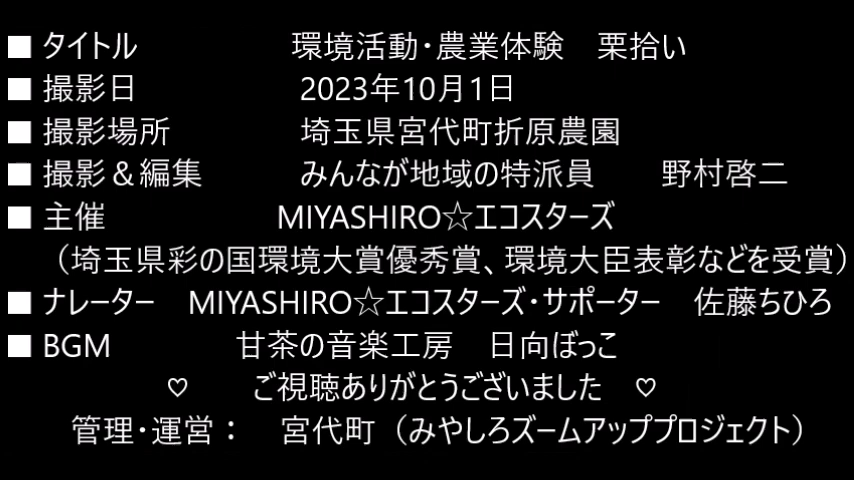 ■ タイトル 環境活動・農業体験 栗拾い
■ 撮影日 2023年10月1日
■ 撮影場所 埼玉県宮代町折原農園
■ 撮影＆編集 みんなが地域の特派員 野村啓二
■ 主催 MIYASHIRO☆エコスターズ
（埼玉県彩の国環境大賞優秀賞、環境大臣表彰などを受賞）
■ ナレーター MIYASHIRO☆エコスターズ・サポーター 佐藤ちひろ
■ BGM 甘茶の音楽工房 日向ぼっこ
♡ ご視聴ありがとうございました ♡
管理・運営： 宮代町（みやしろズームアッププロジェクト）